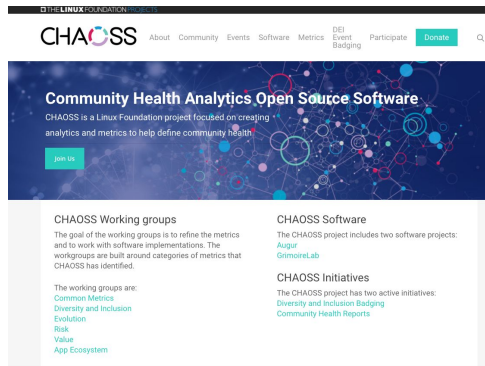 THE LINUX FOUNDATION PROJECTS
CHAOSS
About Community Events Software Metrics DEI Event Badging Participate Donate
Community Health Analytics Open Source Software
CHAOSS is a Linux Foundation project focused on creating
analytics and metrics to help define community health
Join Us
CHAOSS Working groups
The goal of the working groups is to refine the metrics
and to work with software implementations. The
workgroups are built around categories of metrics that
CHAOSS has identified.
The working groups are:
Common Metrics
Diversity and Inclusion
Evolution
Risk
Value
App Ecosystem
CHAOSS Software
The CHAOSS project includes two software projects:
Augur
GrimoireLab
CHAOSS Initiatives
The CHAOSS project has two active initiatives:
Diversity and Inclusion Badging
Community Health Reports